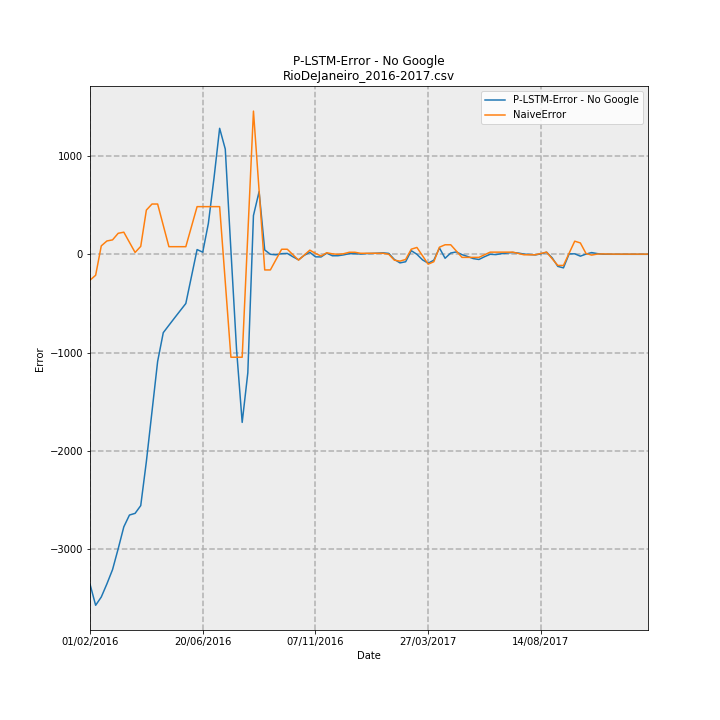 P-LSTM-Error - No Google
RioDeJaneiro_2016-2017.csv
P-LSTM-Error - No Google
NaiveError
1000
0
−1000
−2000
−3000
Error
01/02/2016
20/06/2016
07/11/2016
27/03/2017
14/08/2017
Date